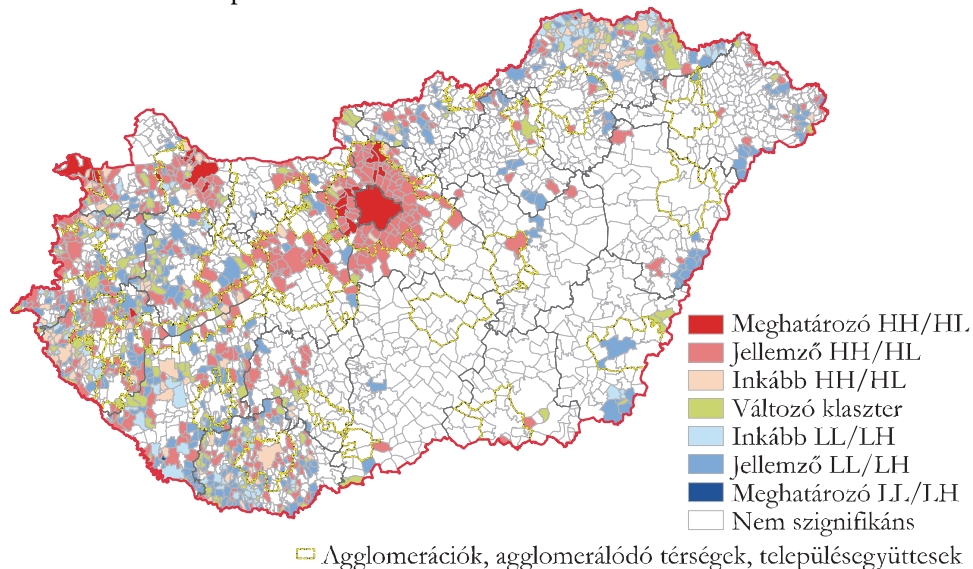 Meghatározó HH/HL
Jellemző HH/HL
Inkább HH/HL
Változó klaszter
Inkább LL/LH
Jellemző LL/LH
Meghatározó LL/LH
Nem szignifikáns
Agglomerációk, agglomerálódó térségek, településegyüttesek